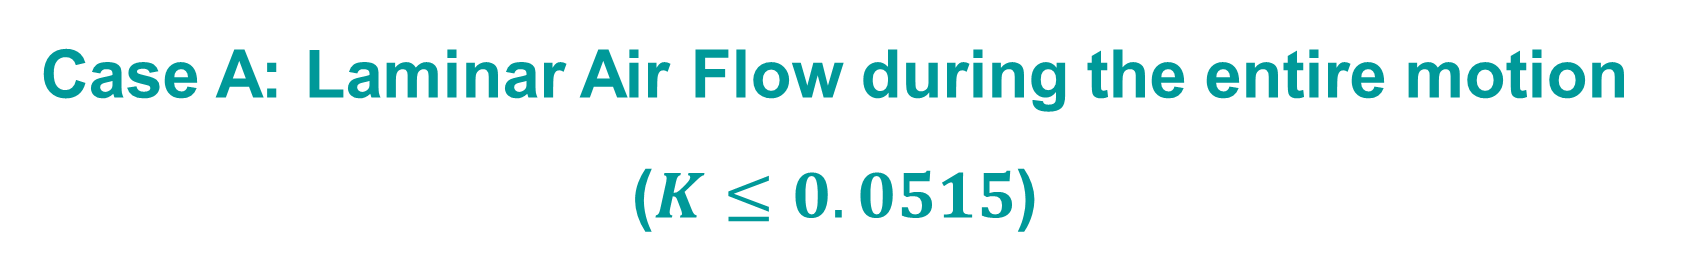 Case A: Laminar Air Flow during the entire motion
(K ≤ 0.0515)